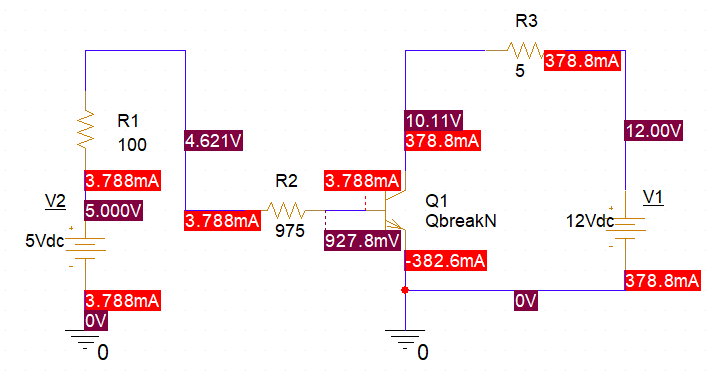 R3
378.8mA
5
R1
100
4.621V
10.11V
378.8mA
12.00V
3.788mA
R2
3.788mA
Q1
QbreakN
V2
5.000V
3.788mA
975
927.8mV
V1
12Vdc
5Vdc
-382.6mA
378.8mA
3.788mA
0V
0V
0
0